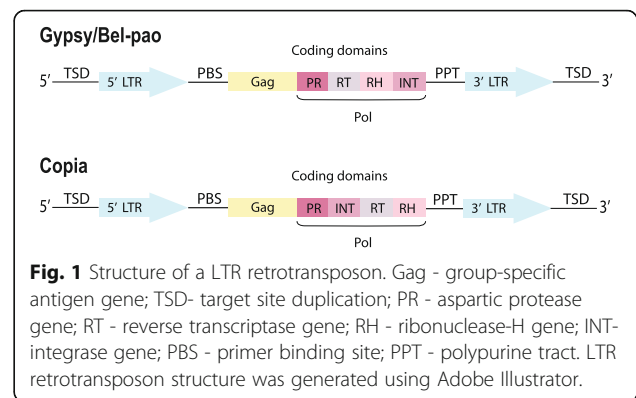 Gypsy/Bel-pao
Coding domains
5′ TSD 5′ LTR PBS Gag PR RT RH INT PPT 3′ LTR TSD 3′
Pol
Copia
Coding domains
5′ TSD 5′ LTR PBS Gag PR INT RT RH PPT 3′ LTR TSD 3′
Pol
Fig. 1 Structure of a LTR retrotransposon. Gag - group-specific
antigen gene; TSD- target site duplication; PR - aspartic protease
gene; RT - reverse transcriptase gene; RH - ribonuclease-H gene; INT-
integrase gene; PBS - primer binding site; PPT - polypurine tract. LTR
retrotransposon structure was generated using Adobe Illustrator.